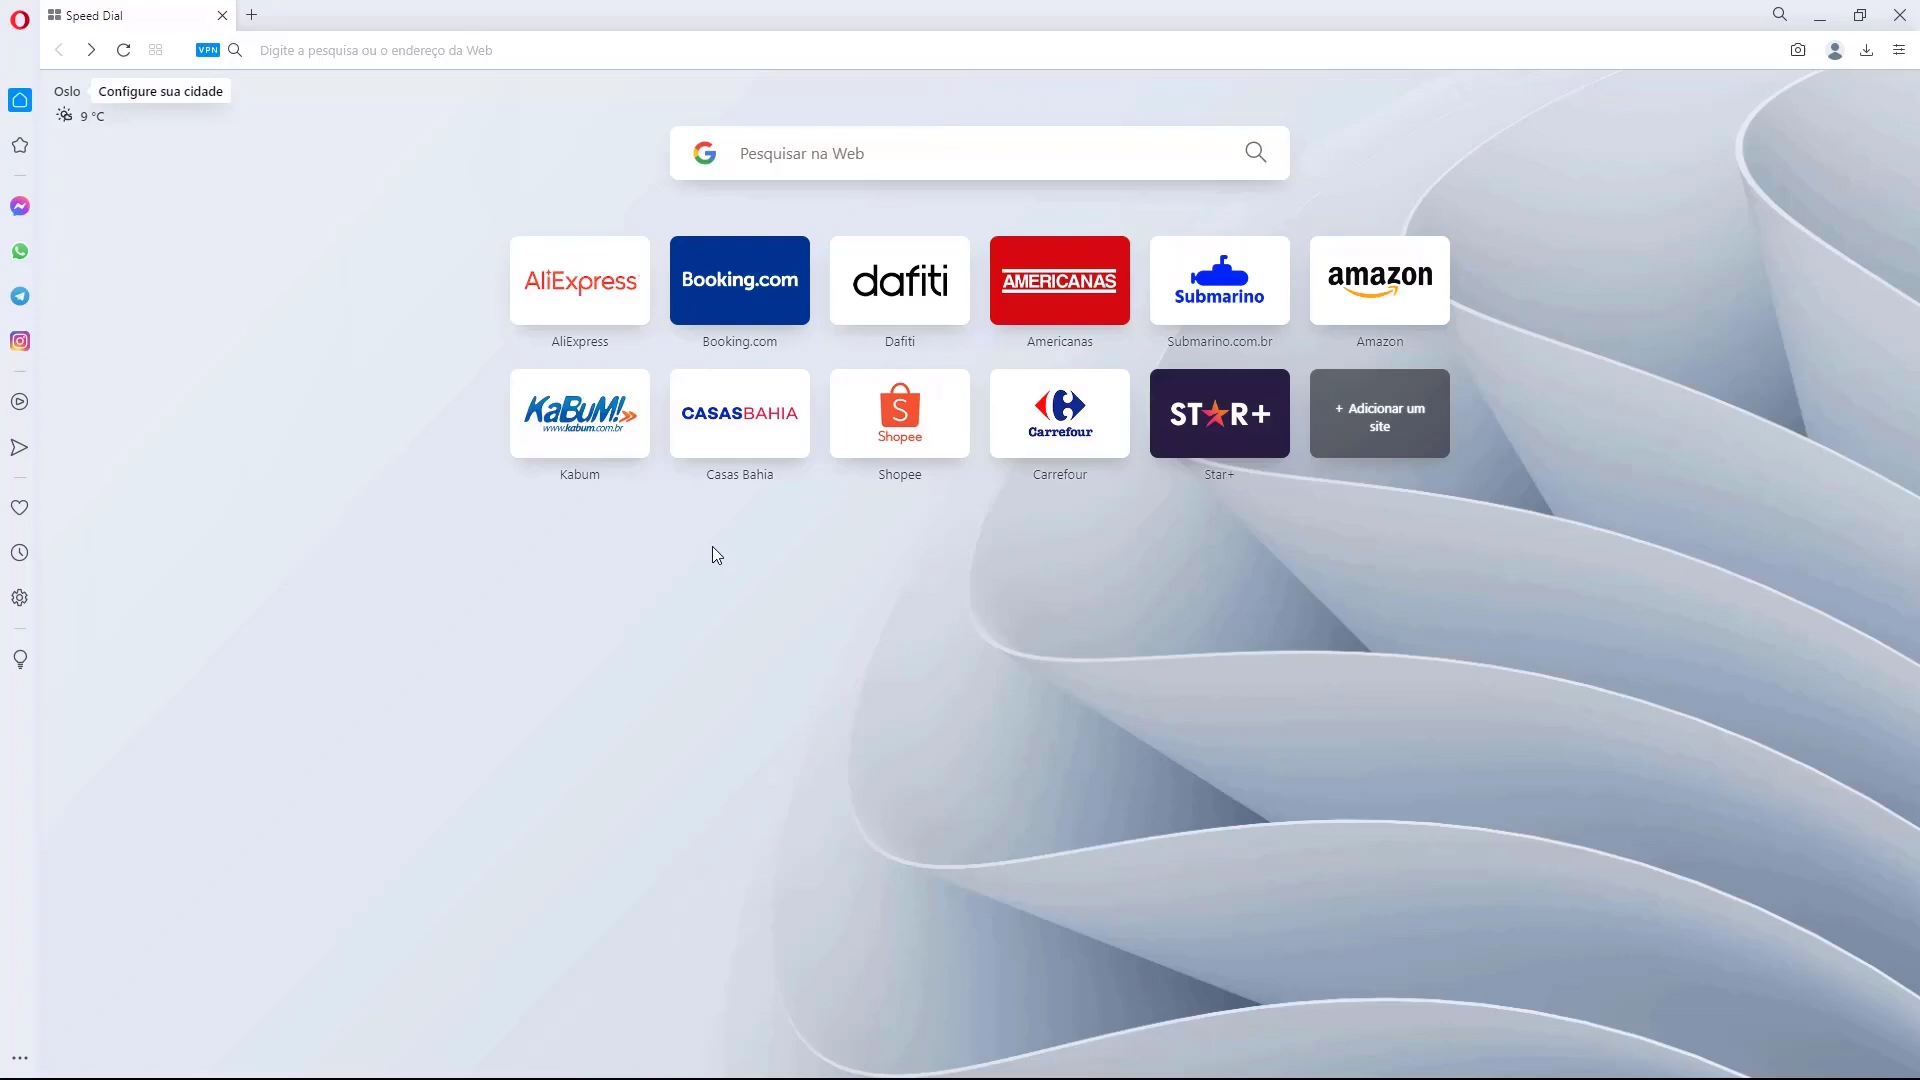 Speed Dial
VPN
Digite a pesquisa ou o endereço da Web
Oslo
Configure sua cidade
9 °C
Pesquisar na Web
AliExpress
Booking.com
dafiti
AMERICANAS
Submarino
amazon
AliExpress
Booking.com
Dafiti
Americanas
Submarino.com.br
Amazon
KaBuM!
www.kabum.com.br
CASASBAHIA
S
Shopee
Carrefour
ST★R+
+ Adicionar um
site
Kabum
Casas Bahia
Shopee
Carrefour
Star+